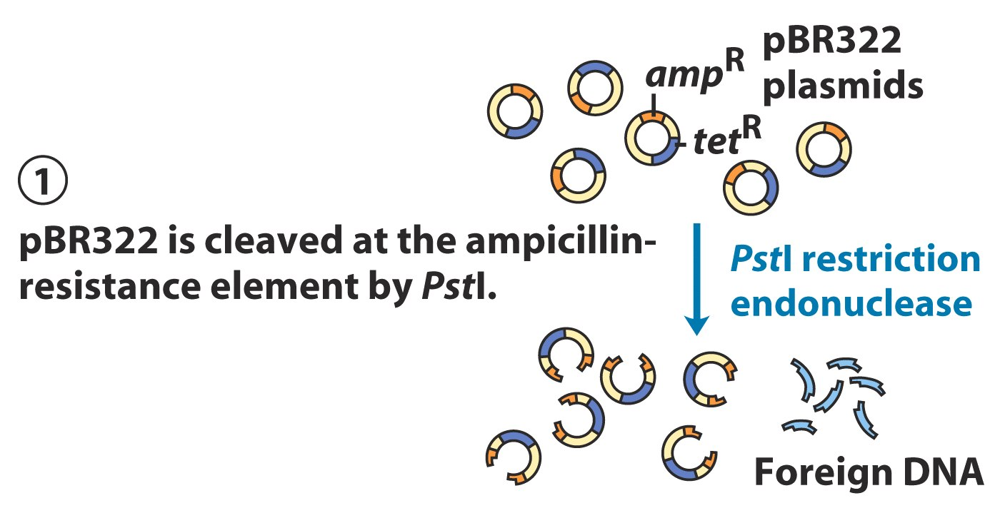 pBR322
plasmids
ampR
tetR
1
pBR322 is cleaved at the ampicillin-
resistance element by PstI.
PstI restriction
endonuclease
Foreign DNA